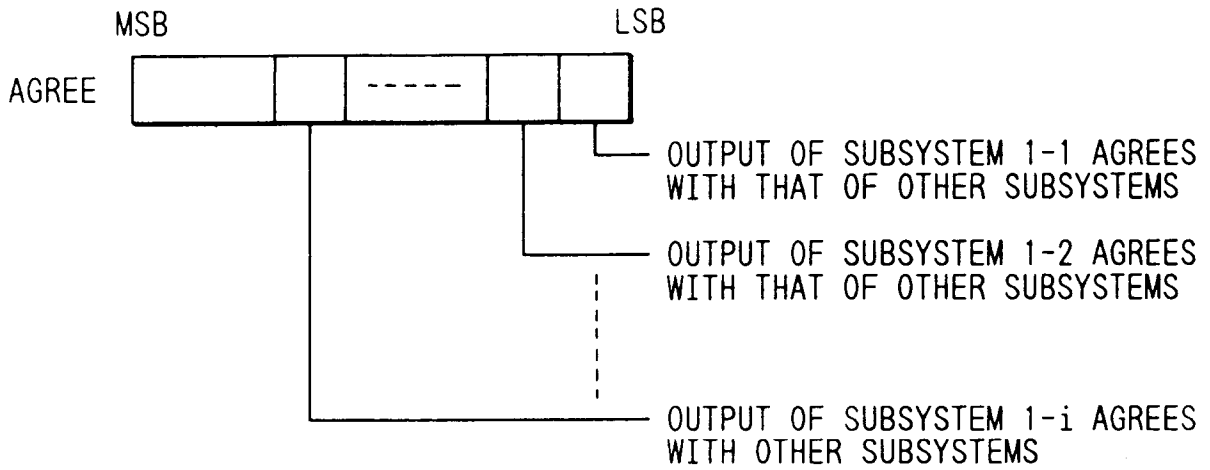 MSB LSB
AGREE
OUTPUT OF SUBSYSTEM 1-1 AGREES
WITH THAT OF OTHER SUBSYSTEMS
OUTPUT OF SUBSYSTEM 1-2 AGREES
WITH THAT OF OTHER SUBSYSTEMS
OUTPUT OF SUBSYSTEM 1-i AGREES
WITH OTHER SUBSYSTEMS